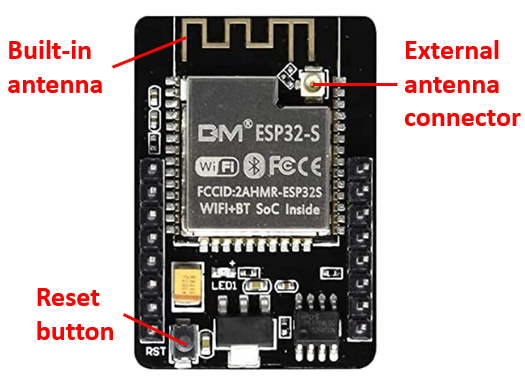 Built-in
antenna
External
antenna
connector
DM® ESP32-S
WiFi FC CE
FCCID:2AHMR-ESP32S
WIFI+BT SoC Inside
+
LED1
Reset
button
RST